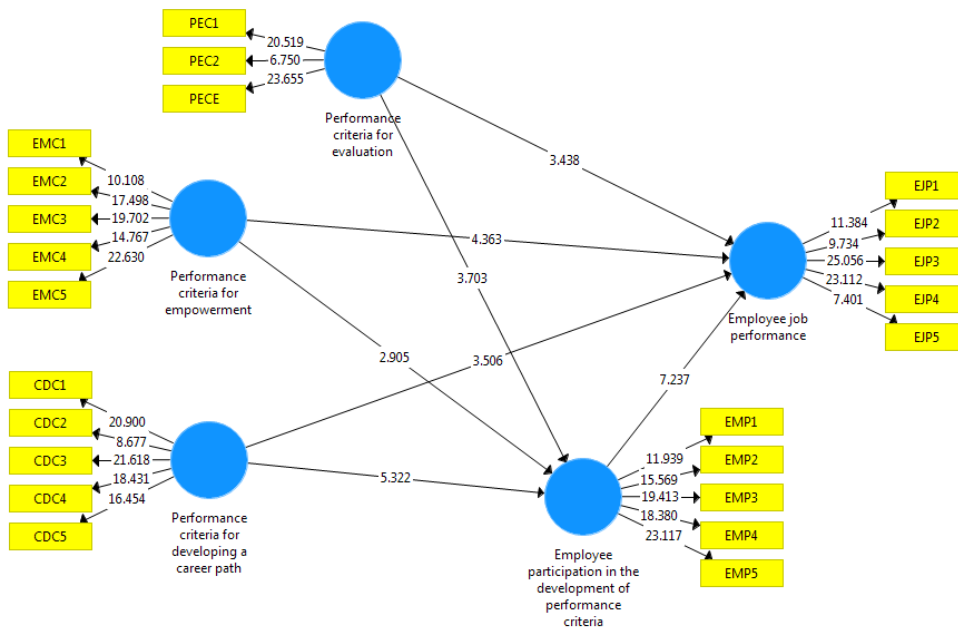 PEC1
20.519
PEC2
6.750
PECE
23.655
Performance
criteria for
evaluation
EMC1
10.108
EMC2
17.498
EMC3
19.702
EMC4
14.767
EMC5
22.630
Performance
criteria for
empowerment
CDC1
20.900
CDC2
8.677
CDC3
21.618
CDC4
18.431
CDC5
16.454
Performance
criteria for
developing a
career path
3.438
4.363
3.703
2.905
3.506
5.322
7.237
EJP1
11.384
EJP2
9.734
EJP3
25.056
EJP4
23.112
EJP5
7.401
Employee job
performance
EMP1
11.939
EMP2
15.569
EMP3
19.413
EMP4
18.380
EMP5
23.117
Employee
participation in the
development of
performance
criteria